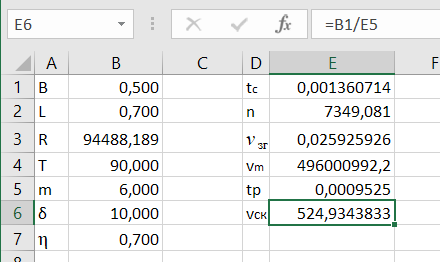 E6 fx =B1/E5
A B C D E F
1 B 0,500 tc 0,001360714
2 L 0,700 n 7349,081
3 R 94488,189 vзг 0,025925926
4 T 90,000 vm 496000992,2
5 m 6,000 tp 0,0009525
6 δ 10,000 vск 524,9343833
7 η 0,700